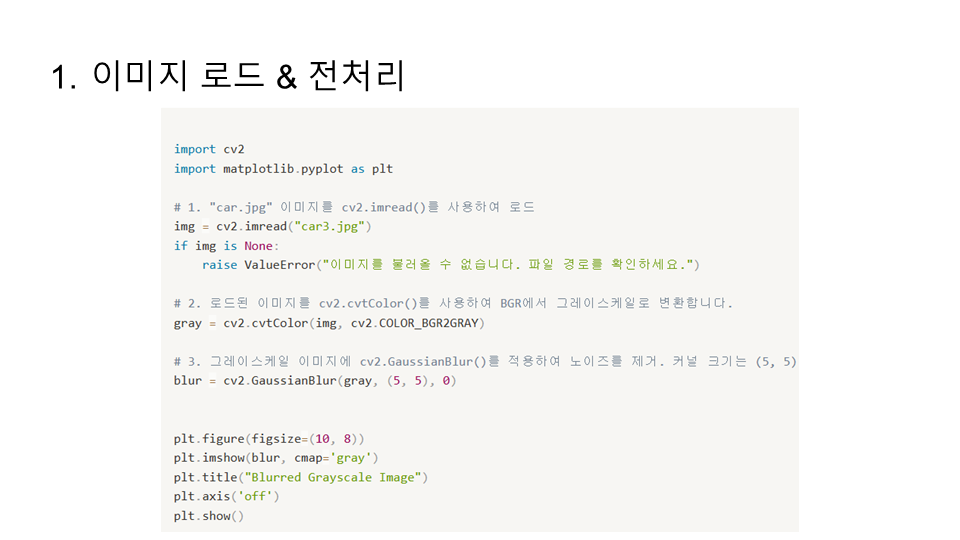 1. 이미지 로드 & 전처리
import cv2
import matplotlib.pyplot as plt
# 1. "car.jpg" 이미지를 cv2.imread()를 사용하여 로드
img = cv2.imread("car3.jpg")
if img is None:
    raise ValueError("이미지를 불러올 수 없습니다. 파일 경로를 확인하세요.")
# 2. 로드된 이미지를 cv2.cvtColor()를 사용하여 BGR에서 그레이스케일로 변환합니다.
gray = cv2.cvtColor(img, cv2.COLOR_BGR2GRAY)
# 3. 그레이스케일 이미지에 cv2.GaussianBlur()를 적용하여 노이즈를 제거. 커널 크기는 (5, 5)
blur = cv2.GaussianBlur(gray, (5, 5), 0)
plt.figure(figsize=(10, 8))
plt.imshow(blur, cmap='gray')
plt.title("Blurred Grayscale Image")
plt.axis('off')
plt.show()